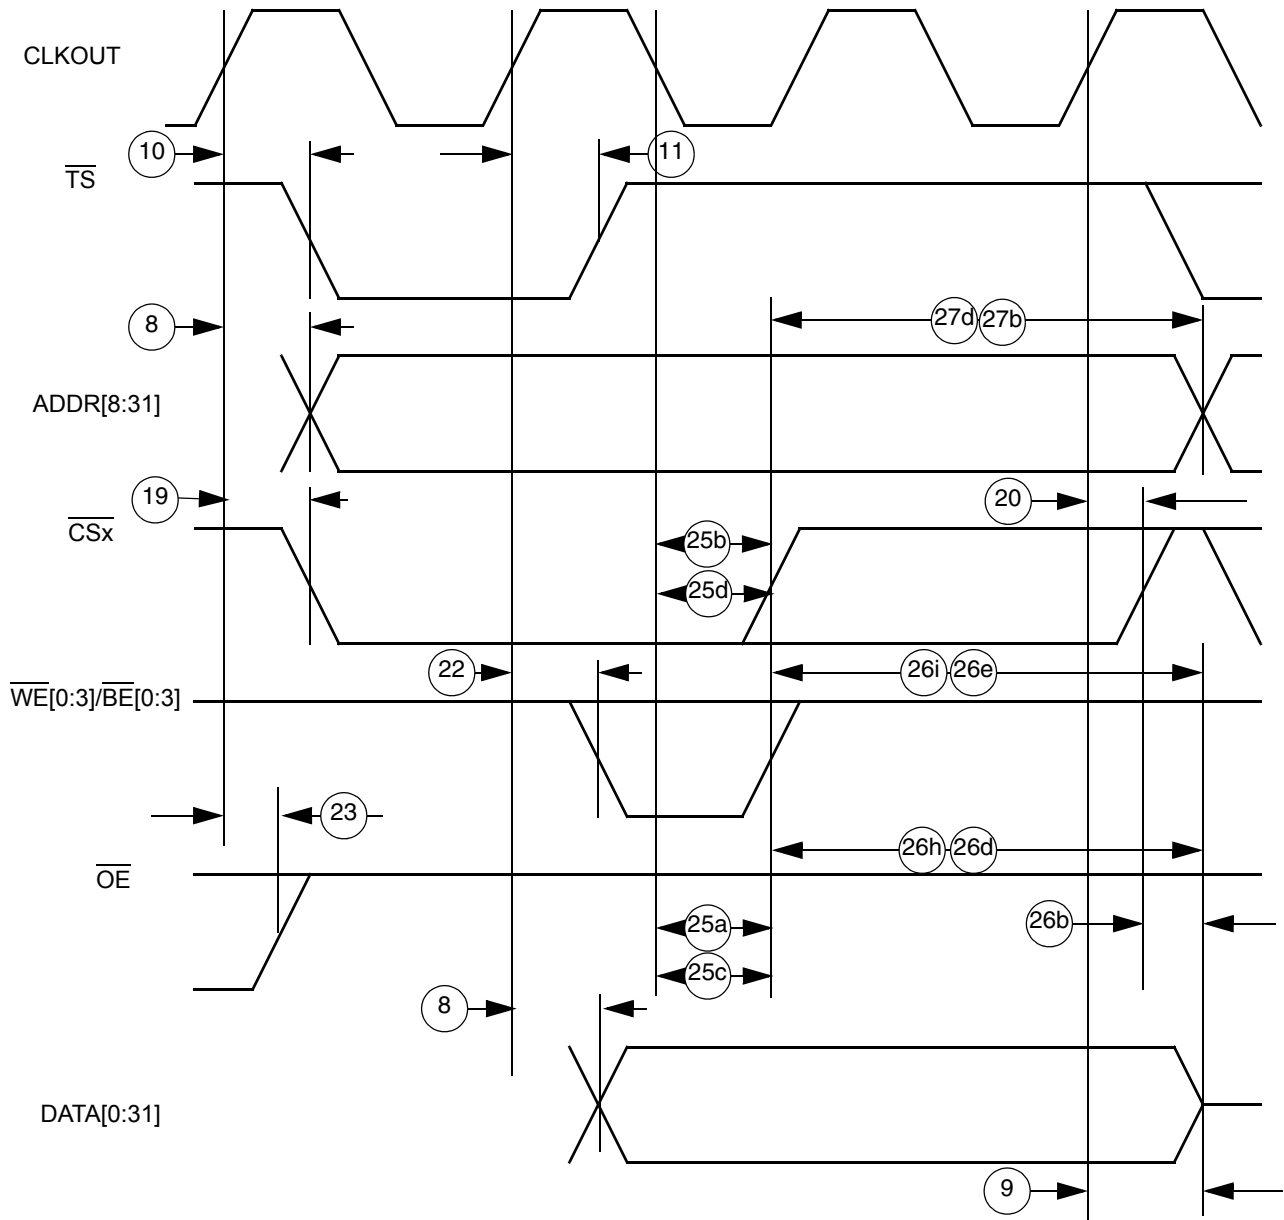 CLKOUT
10
11
TS
8
27d 27b
ADDR[8:31]
19
20
CSx
25b
25d
22
26i 26e
WE[0:3]/BE[0:3]
23
26h 26d
OE
25a
26b
25c
8
DATA[0:31]
9